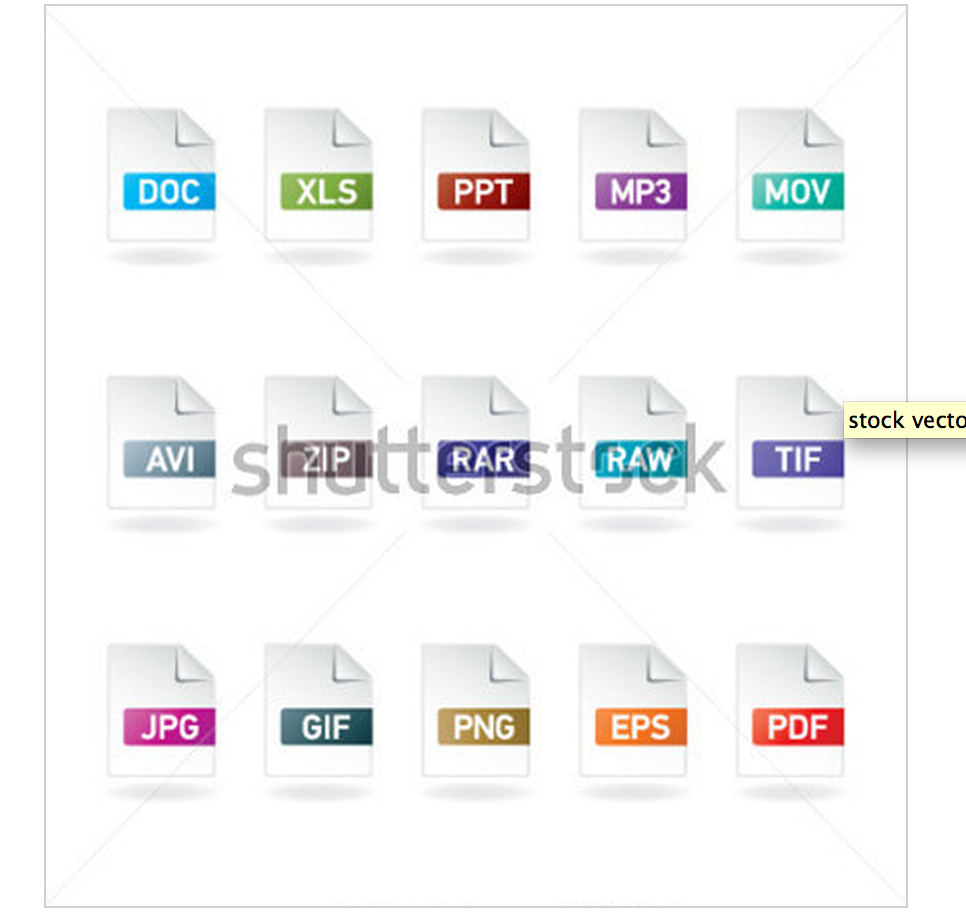 DOC XLS PPT MP3 MOV
stock vecto
AVI ZIP RAR RAW TIF
shutterstock
JPG GIF PNG EPS PDF